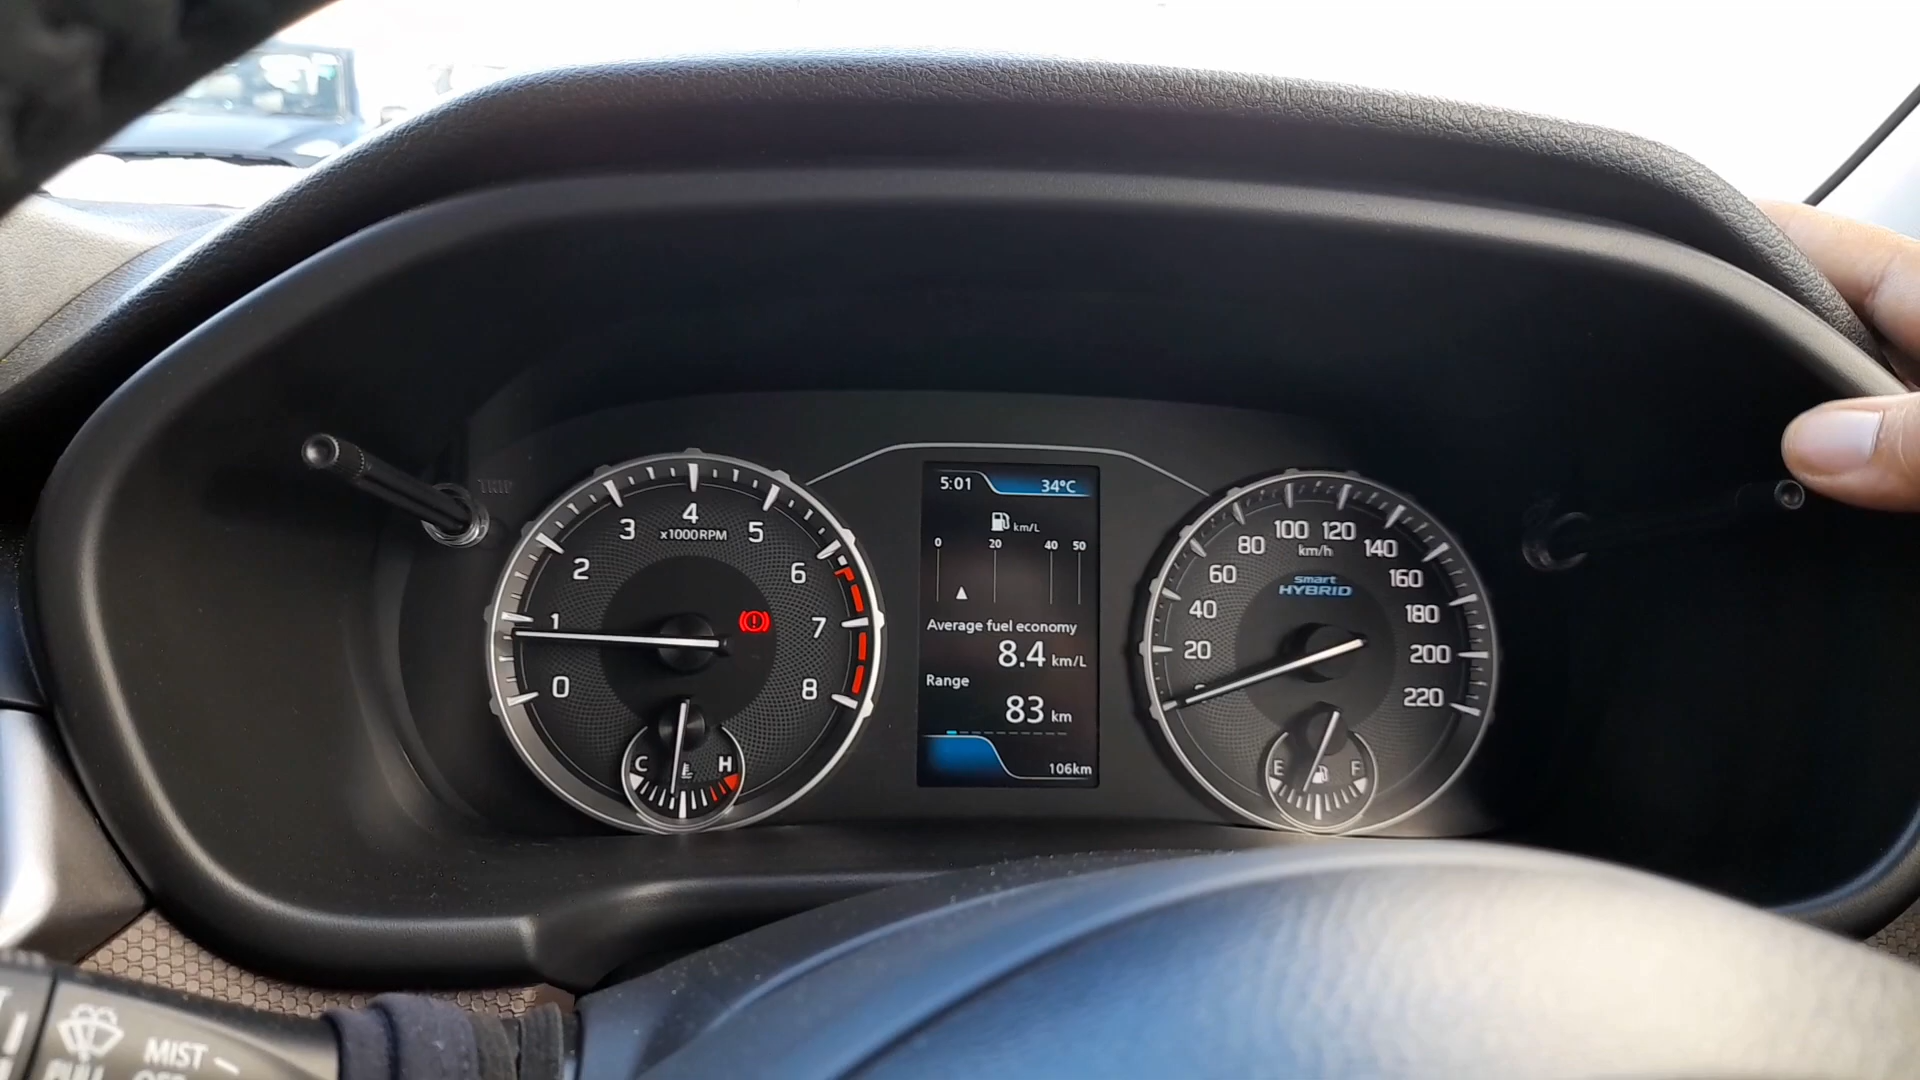 TRIP
5:01 34°C
km/L
0 20 40 50
Average fuel economy
8.4 km/L
Range
83 km
106km
0 1 2 3 4 5 6 7 8
x1000RPM
C H
20 40 60 80 100 120 140 160 180 200 220
km/h
smart
HYBRID
E F
PULL
MIST
OFF